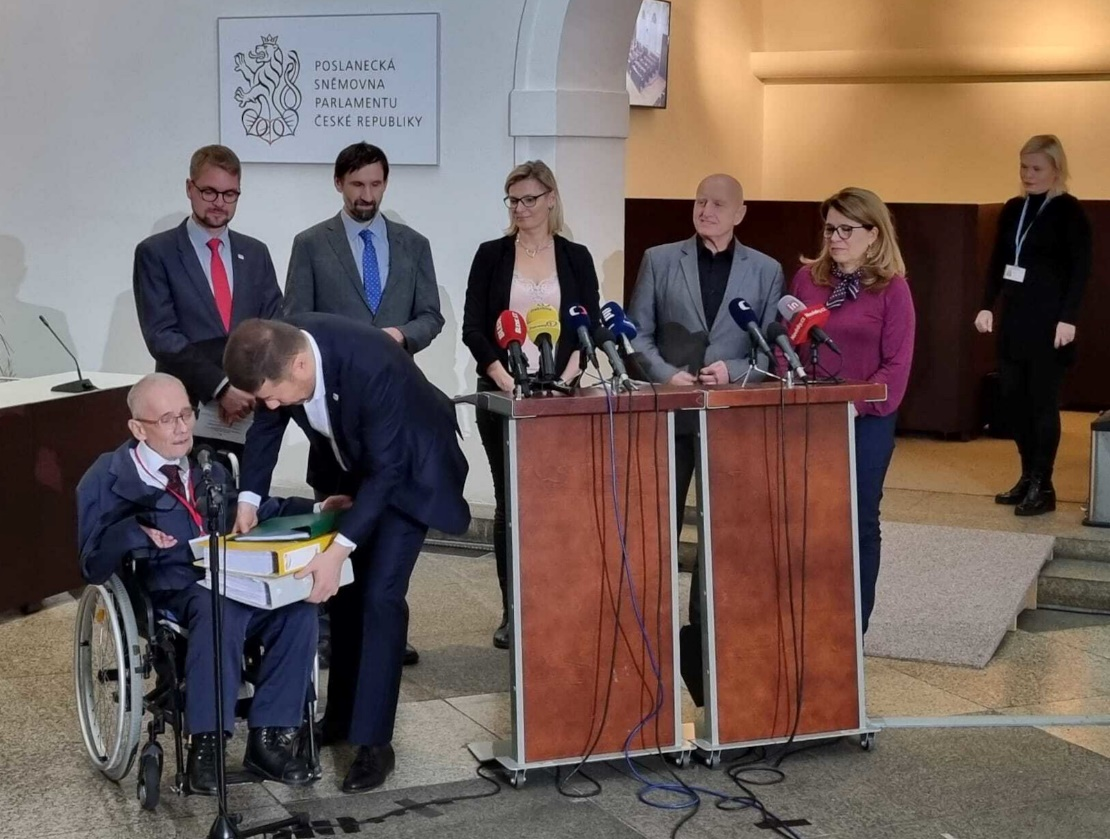 POSLANECKÁ
SNĚMOVNA
PARLAMENTU
ČESKÉ REPUBLIKY